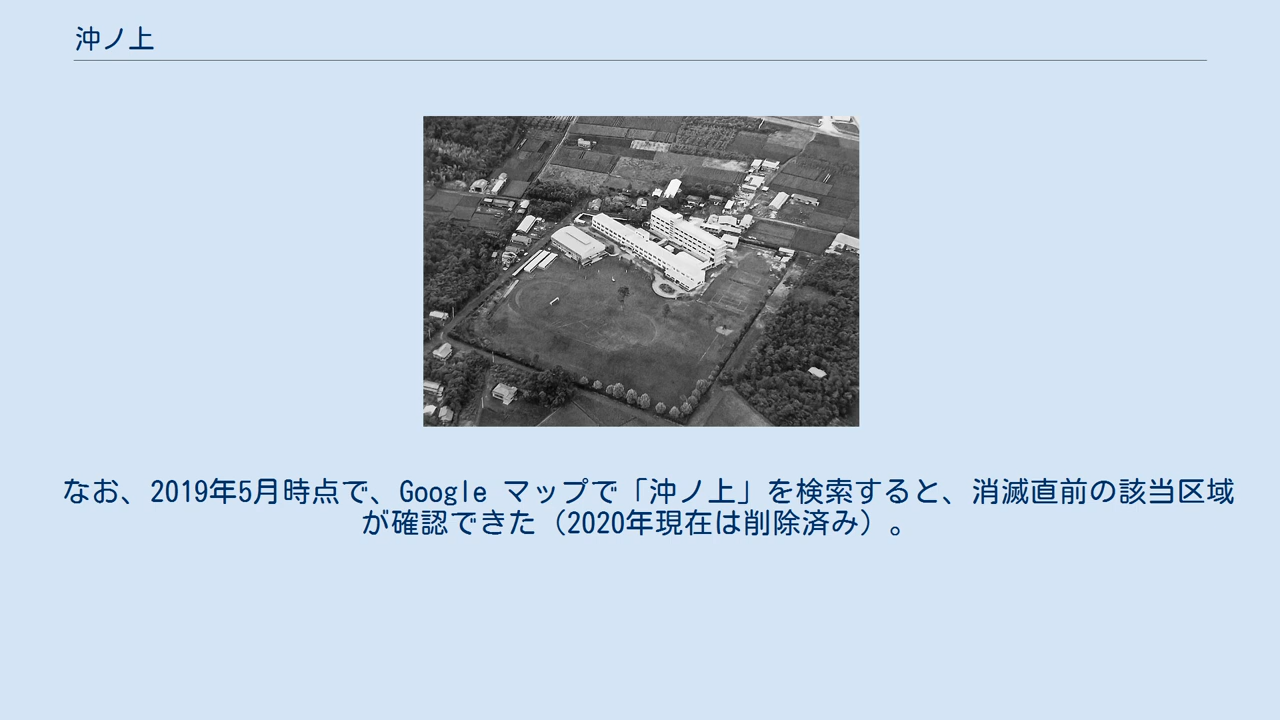 沖ノ上
なお、2019年5月時点で、Google マップで「沖ノ上」を検索すると、消滅直前の該当区域
が確認できた（2020年現在は削除済み）。